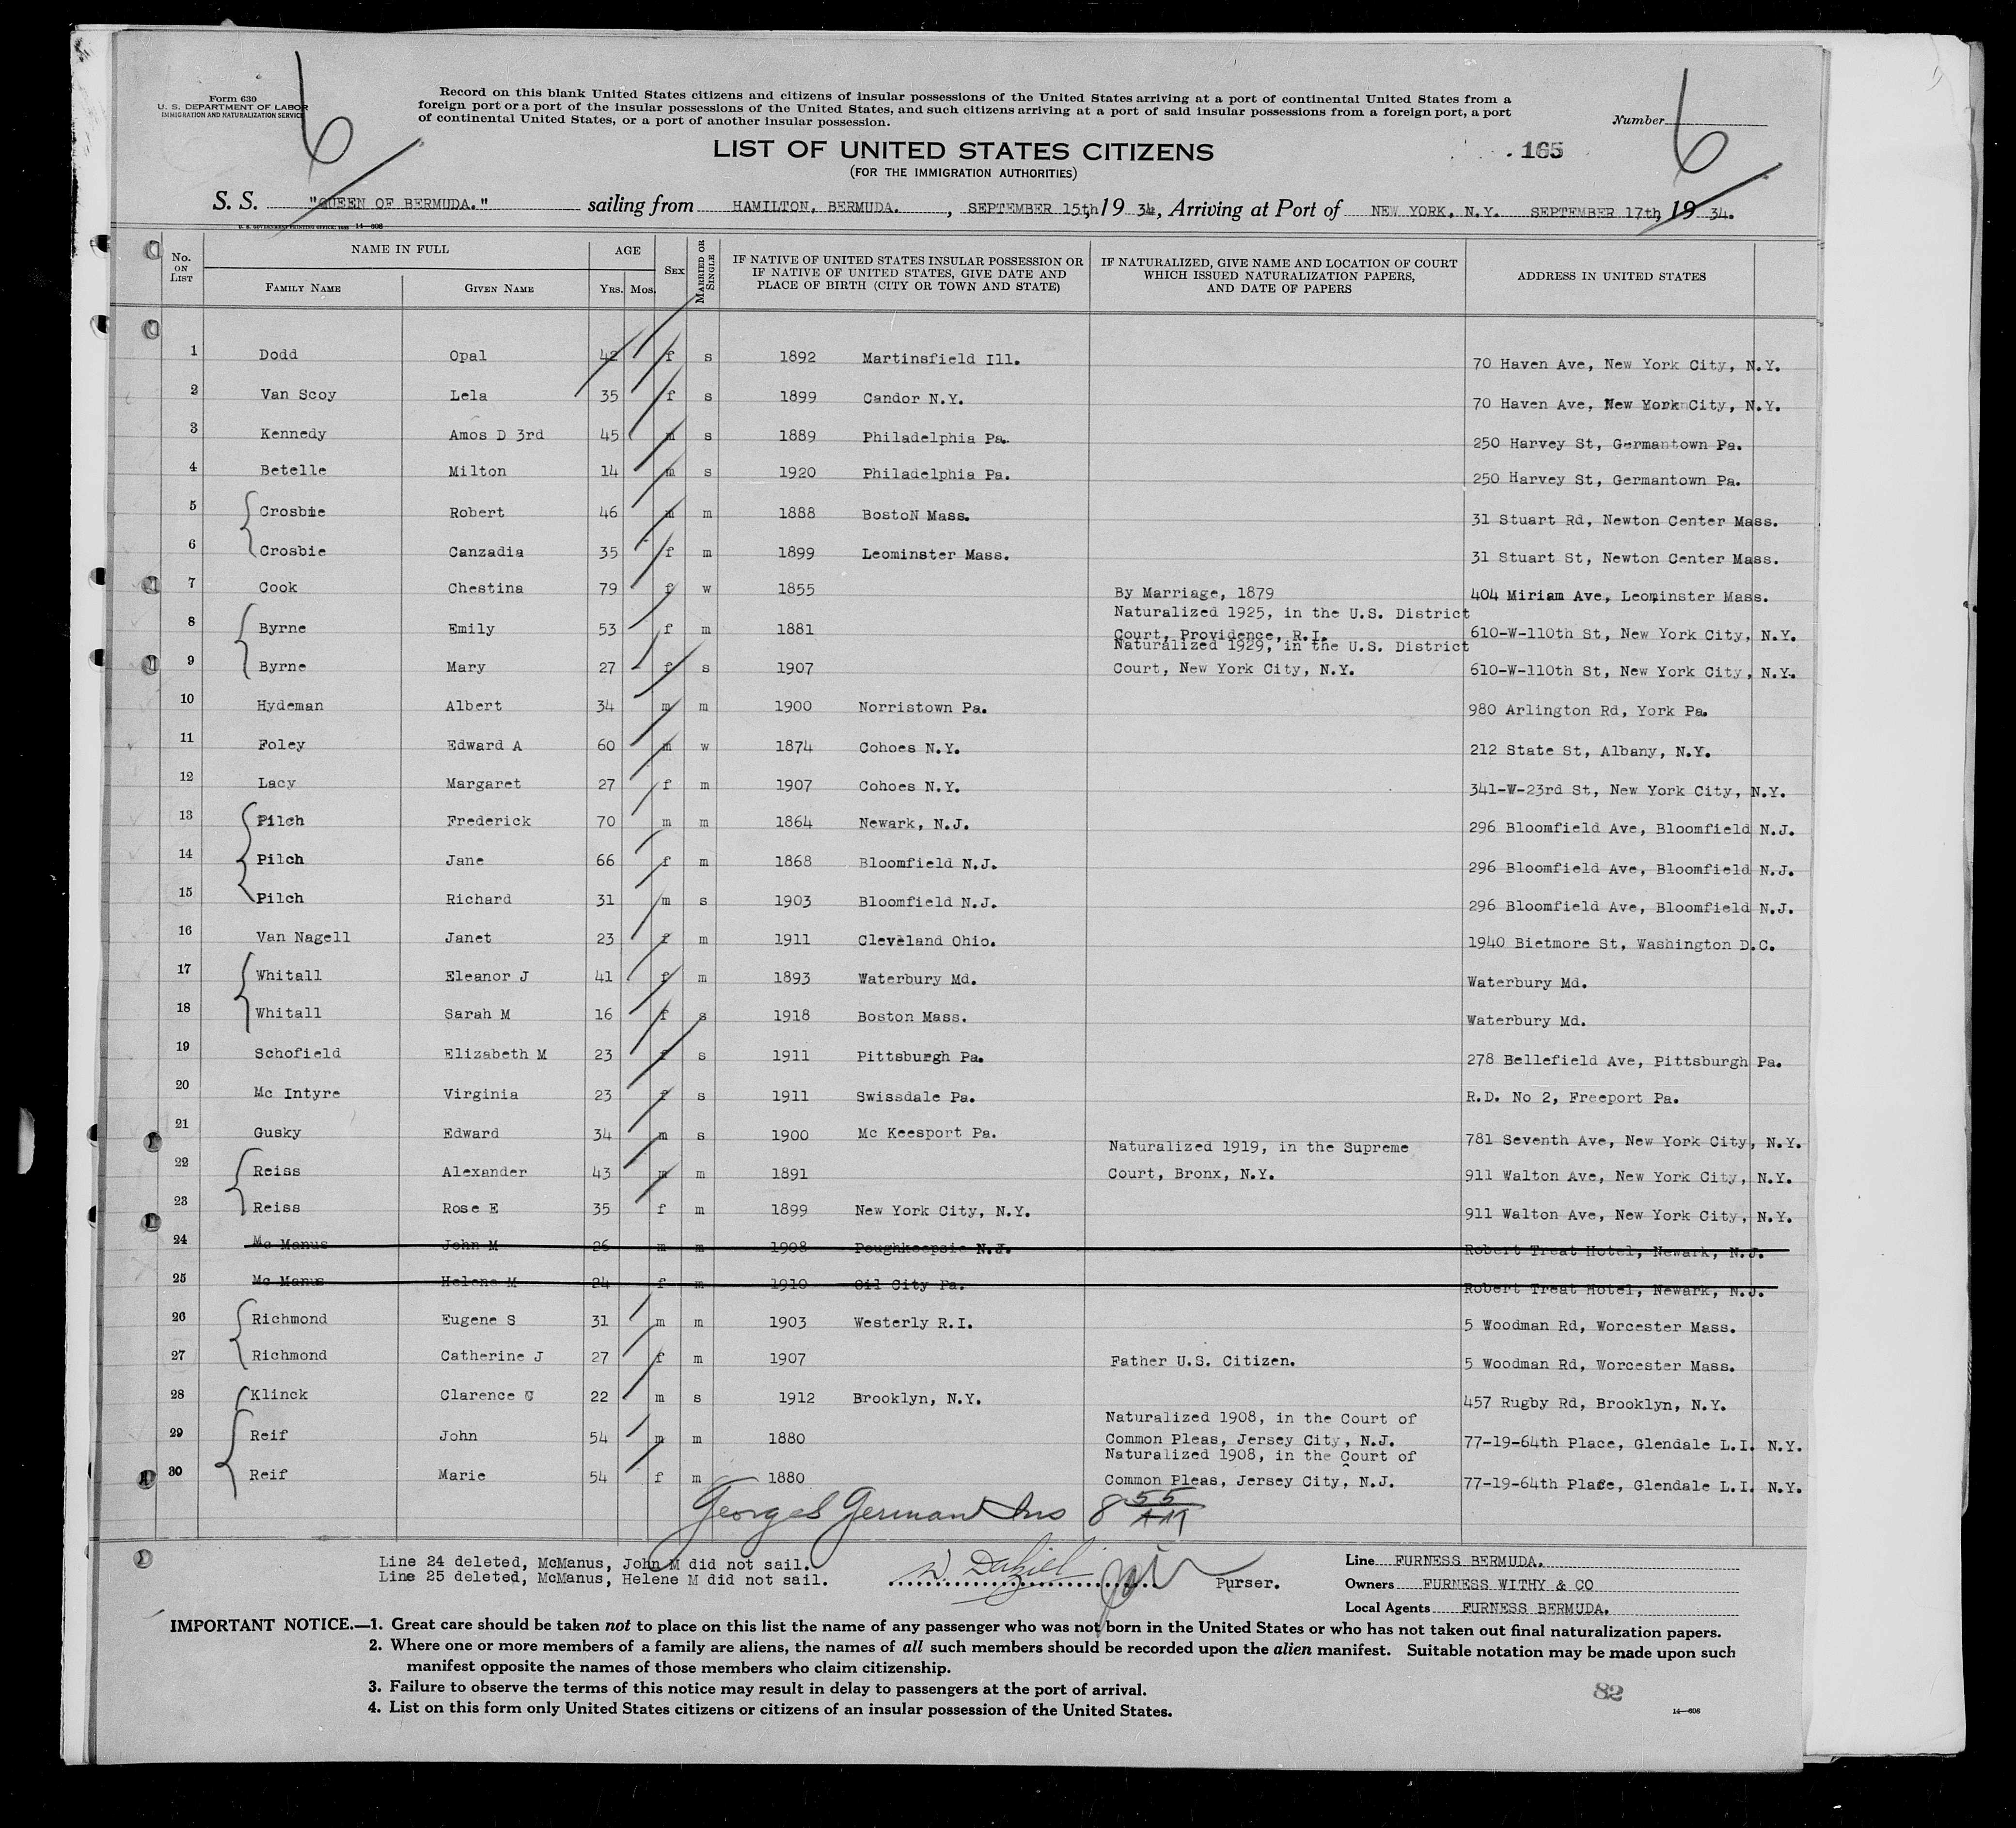 Form 630
U. S. DEPARTMENT OF LABOR
IMMIGRATION AND NATURALIZATION SERVICE
6
Record on this blank United States citizens and citizens of insular possessions of the United States arriving at a port of continental United States from a
foreign port or a port of the insular possessions of the United States, and such citizens arriving at a port of said insular possessions from a foreign port, a port
of continental United States, or a port of another insular possession.
Number
6
LIST OF UNITED STATES CITIZENS
165
(FOR THE IMMIGRATION AUTHORITIES)
S. S. "QUEEN OF BERMUDA." sailing from HAMILTON, BERMUDA. , SEPTEMBER 15th, 19 34, Arriving at Port of NEW YORK, N.Y. SEPTEMBER 17th, 19 34.
U. S. GOVERNMENT PRINTING OFFICE 14—608
No. ON LIST NAME IN FULL FAMILY NAME GIVEN NAME AGE YRS. MOS. SEX MARRIED OR SINGLE IF NATIVE OF UNITED STATES INSULAR POSSESSION OR IF NATIVE OF UNITED STATES, GIVE DATE AND PLACE OF BIRTH (CITY OR TOWN AND STATE) IF NATURALIZED, GIVE NAME AND LOCATION OF COURT WHICH ISSUED NATURALIZATION PAPERS, AND DATE OF PAPERS ADDRESS IN UNITED STATES
1 Dodd Opal 42 f s 1892 Martinsfield Ill. 70 Haven Ave, New York City, N.Y.
2 Van Scoy Lela 35 f s 1899 Candor N.Y. 70 Haven Ave, New York City, N.Y.
3 Kennedy Amos D 3rd 45 m s 1889 Philadelphia Pa. 250 Harvey St, Germantown Pa.
4 Betelle Milton 14 m s 1920 Philadelphia Pa. 250 Harvey St, Germantown Pa.
5 Crosbie Robert 46 m m 1888 BostoN Mass. 31 Stuart Rd, Newton Center Mass.
6 Crosbie Canzadia 35 f m 1899 Leominster Mass. 31 Stuart St, Newton Center Mass.
7 Cook Chestina 79 f w 1855 By Marriage, 1879 404 Miriam Ave, Leominster Mass.
8 Byrne Emily 53 f m 1881 Naturalized 1925, in the U.S. District Court, Providence, R.I. 610-W-110th St, New York City, N.Y.
9 Byrne Mary 27 f s 1907 Naturalized 1929, in the U.S. District Court, New York City, N.Y. 610-W-110th St, New York City, N.Y.
10 Hydeman Albert 34 m m 1900 Norristown Pa. 980 Arlington Rd, York Pa.
11 Foley Edward A 60 m w 1874 Cohoes N.Y. 212 State St, Albany, N.Y.
12 Lacy Margaret 27 f m 1907 Cohoes N.Y. 341-W-23rd St, New York City, N.Y.
13 Pilch Frederick 70 m m 1864 Newark, N.J. 296 Bloomfield Ave, Bloomfield N.J.
14 Pilch Jane 66 f m 1868 Bloomfield N.J. 296 Bloomfield Ave, Bloomfield N.J.
15 Pilch Richard 31 m s 1903 Bloomfield N.J. 296 Bloomfield Ave, Bloomfield N.J.
16 Van Nagell Janet 23 f m 1911 Cleveland Ohio. 1940 Bietmore St, Washington D.C.
17 Whitall Eleanor J 41 f m 1893 Waterbury Md. Waterbury Md.
18 Whitall Sarah M 16 f s 1918 Boston Mass. Waterbury Md.
19 Schofield Elizabeth M 23 f s 1911 Pittsburgh Pa. 278 Bellefield Ave, Pittsburgh Pa.
20 Mc Intyre Virginia 23 f s 1911 Swissdale Pa. R.D. No 2, Freeport Pa.
21 Gusky Edward 34 m s 1900 Mc Keesport Pa. 781 Seventh Ave, New York City, N.Y.
22 Reiss Alexander 43 m m 1891 Naturalized 1919, in the Supreme Court, Bronx, N.Y. 911 Walton Ave, New York City, N.Y.
23 Reiss Rose E 35 f m 1899 New York City, N.Y. 911 Walton Ave, New York City, N.Y.
24 Mc Manus John M 26 m m 1908 Poughkeepsie N.J. Robert Treat Hotel, Newark, N.J.
25 Mc Manus Helene M 24 f m 1910 Oil City Pa. Robert Treat Hotel, Newark, N.J.
26 Richmond Eugene S 31 m m 1903 Westerly R.I. 5 Woodman Rd, Worcester Mass.
27 Richmond Catherine J 27 f m 1907 Father U.S. Citizen. 5 Woodman Rd, Worcester Mass.
28 Klinck Clarence C 22 m s 1912 Brooklyn, N.Y. 457 Rugby Rd, Brooklyn, N.Y.
29 Reif John 54 m m 1880 Naturalized 1908, in the Court of Common Pleas, Jersey City, N.J. 77-19-64th Place, Glendale L.I. N.Y.
30 Reif Marie 54 f m 1880 Naturalized 1908, in the Court of Common Pleas, Jersey City, N.J. 77-19-64th Place, Glendale L.I. N.Y.
George S German Ins 8 55
Line 24 deleted, McManus, John M did not sail.
Line 25 deleted, McManus, Helene M did not sail.
Purser.
Line FURNESS BERMUDA.
Owners FURNESS WITHY & CO
Local Agents FURNESS BERMUDA.
IMPORTANT NOTICE.—1. Great care should be taken not to place on this list the name of any passenger who was not born in the United States or who has not taken out final naturalization papers.
2. Where one or more members of a family are aliens, the names of all such members should be recorded upon the alien manifest. Suitable notation may be made upon such
manifest opposite the names of those members who claim citizenship.
3. Failure to observe the terms of this notice may result in delay to passengers at the port of arrival.
4. List on this form only United States citizens or citizens of an insular possession of the United States.
82
14—608